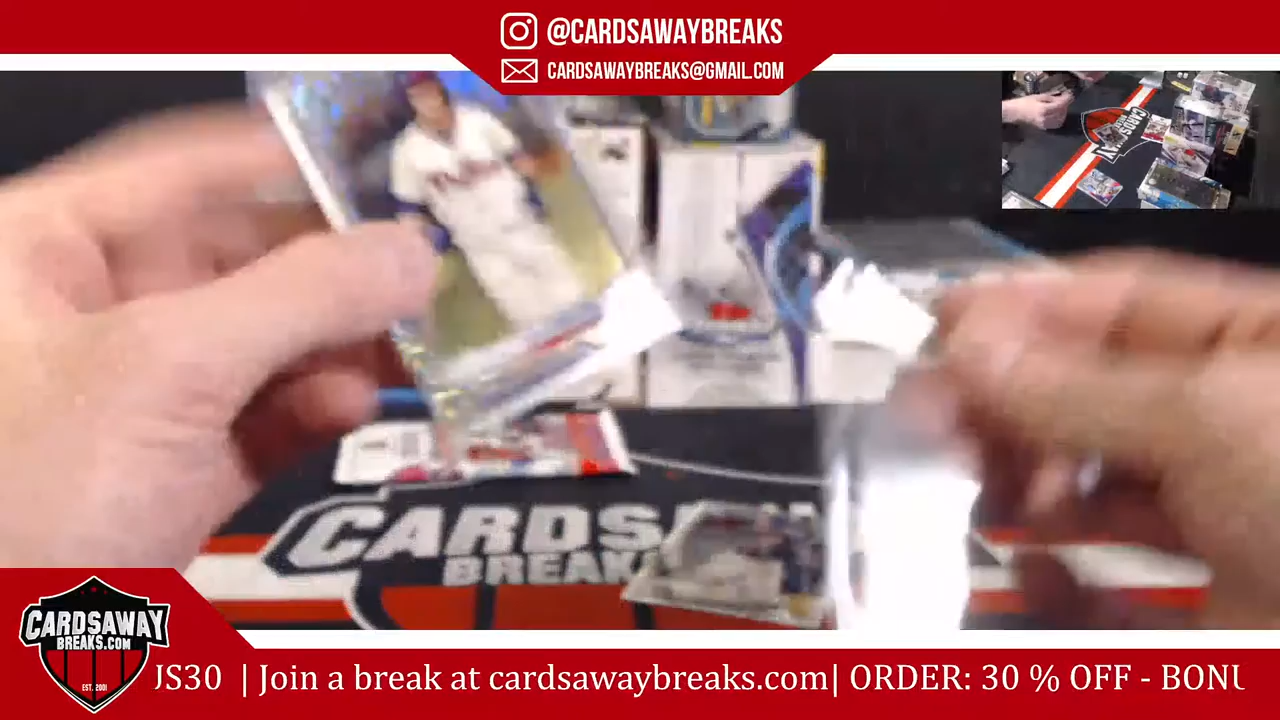 @CARDSAWAYBREAKS
CARDSAWAYBREAKS@GMAIL.COM
CARDSAWAY
CARDS
BREAK
CARDSAWAY
BREAKS.COM
EST. 2001
JS30 | Join a break at cardsawaybreaks.com| ORDER: 30 % OFF - BONU